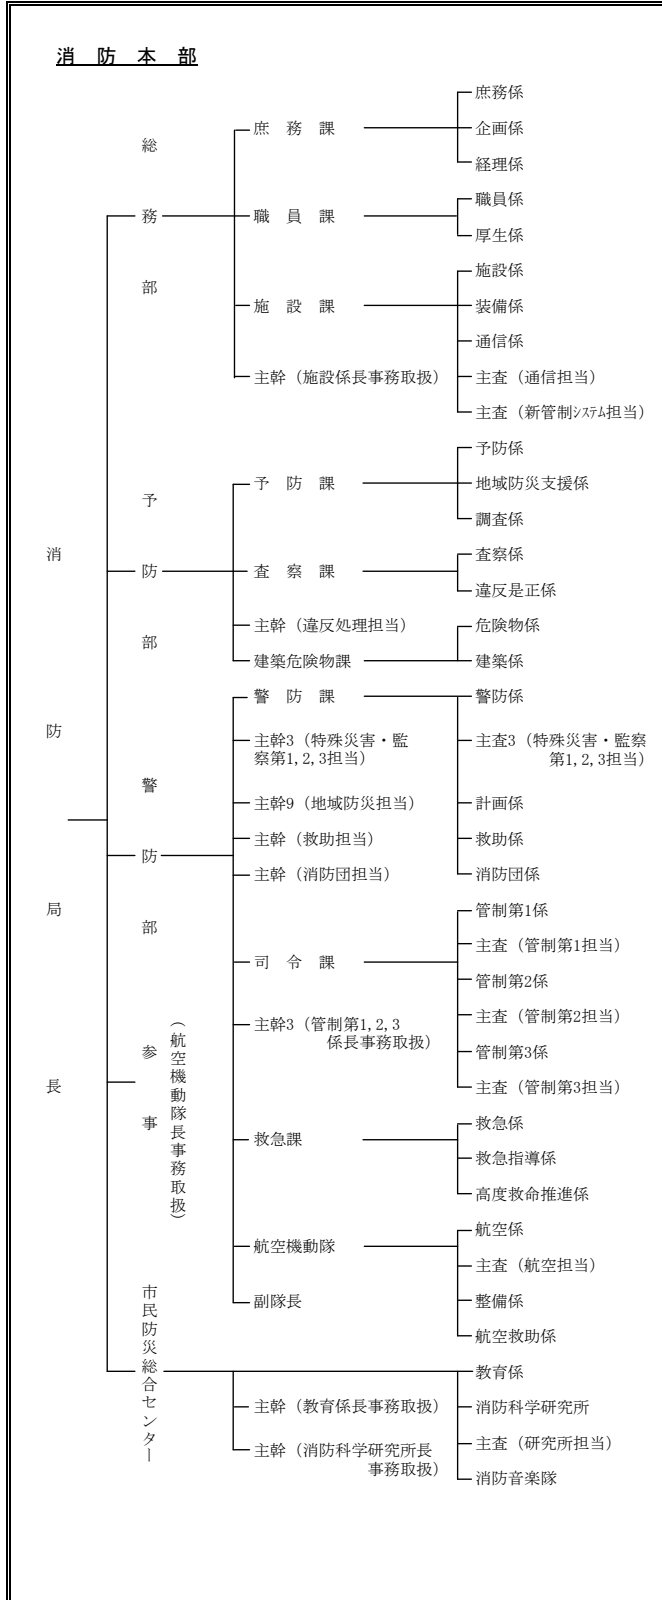 消防本部
消防局長
総務部
庶務課
庶務係
企画係
経理係
職員課
職員係
厚生係
施設課
施設係
装備係
通信係
主幹（施設係長事務取扱）
主査（通信担当）
主査（新管制ｼｽﾃﾑ担当）
予防部
予防課
予防係
地域防災支援係
調査係
査察課
査察係
違反是正係
主幹（違反処理担当）
建築危険物課
危険物係
建築係
警防部
警防課
警防係
主幹3（特殊災害・監
察第1,2,3担当）
主査3（特殊災害・監察
第1,2,3担当）
主幹9（地域防災担当）
計画係
主幹（救助担当）
救助係
主幹（消防団担当）
消防団係
司令課
管制第1係
主査（管制第1担当）
管制第2係
主幹3（管制第1,2,3
係長事務取扱）
主査（管制第2担当）
管制第3係
主査（管制第3担当）
参事
（航空機動隊長事務取扱）
救急課
救急係
救急指導係
高度救命推進係
航空機動隊
航空係
主査（航空担当）
副隊長
整備係
航空救助係
市民防災総合センター
教育係
主幹（教育係長事務取扱）
消防科学研究所
主幹（消防科学研究所長
事務取扱）
主査（研究所担当）
消防音楽隊